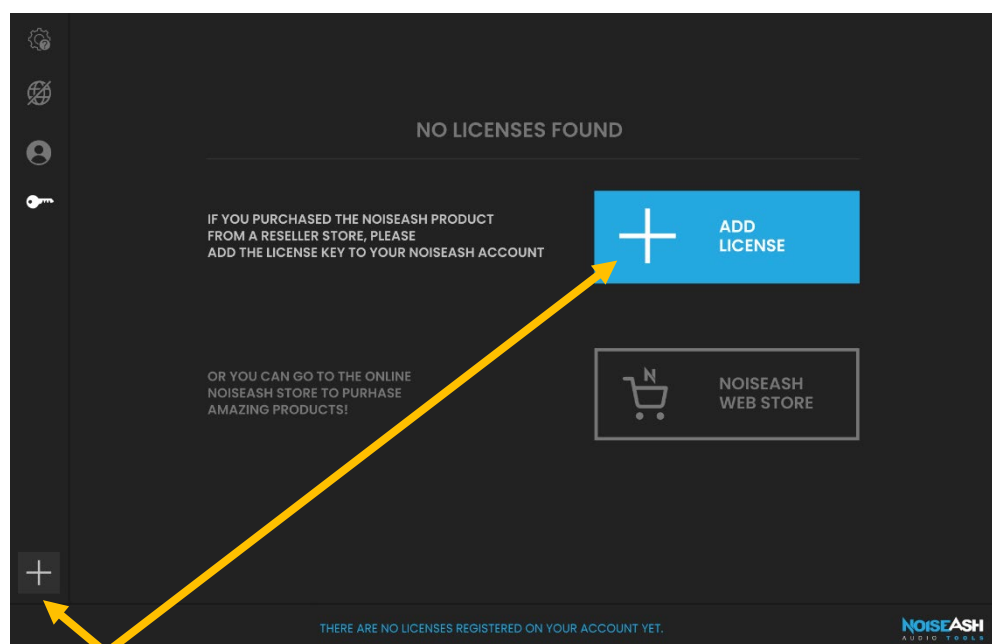 NO LICENSES FOUND
IF YOU PURCHASED THE NOISEASH PRODUCT
FROM A RESELLER STORE, PLEASE
ADD THE LICENSE KEY TO YOUR NOISEASH ACCOUNT
ADD
LICENSE
OR YOU CAN GO TO THE ONLINE
NOISEASH STORE TO PURHASE
AMAZING PRODUCTS!
N
NOISEASH
WEB STORE
THERE ARE NO LICENSES REGISTERED ON YOUR ACCOUNT YET.
NOISEASH
AUDIO TOOLS